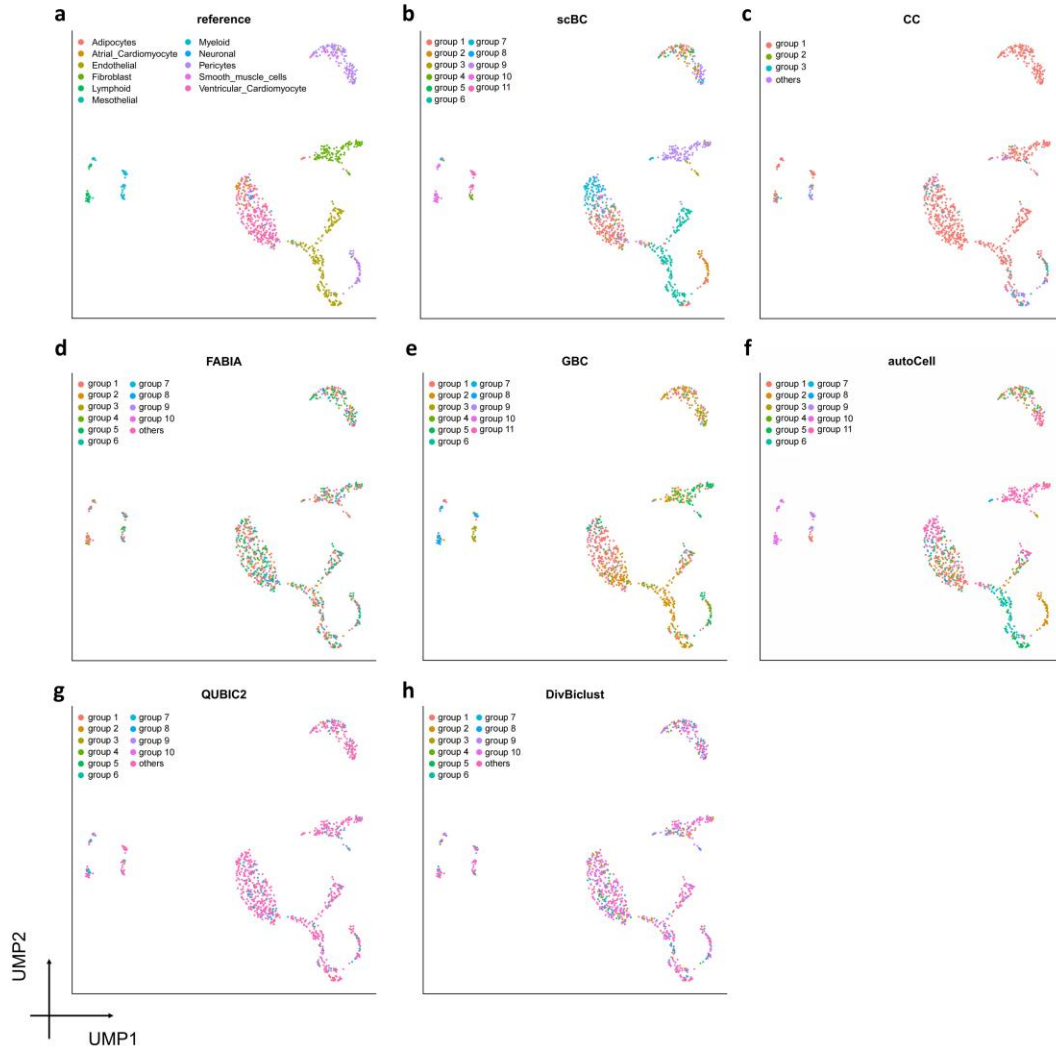 a
reference
Adipocytes
Atrial_Cardiomyocyte
Endothelial
Fibroblast
Lymphoid
Mesothelial
Myeloid
Neuronal
Pericytes
Smooth_muscle_cells
Ventricular_Cardiomyocyte
b
scBC
group 1
group 2
group 3
group 4
group 5
group 6
group 7
group 8
group 9
group 10
group 11
c
CC
group 1
group 2
group 3
others
d
FABIA
group 1
group 2
group 3
group 4
group 5
group 6
group 7
group 8
group 9
group 10
others
e
GBC
group 1
group 2
group 3
group 4
group 5
group 6
group 7
group 8
group 9
group 10
group 11
f
autoCell
group 1
group 2
group 3
group 4
group 5
group 6
group 7
group 8
group 9
group 10
group 11
g
QUBIC2
group 1
group 2
group 3
group 4
group 5
group 6
group 7
group 8
group 9
group 10
others
h
DivBiclust
group 1
group 2
group 3
group 4
group 5
group 6
group 7
group 8
group 9
group 10
others
UMP2
UMP1